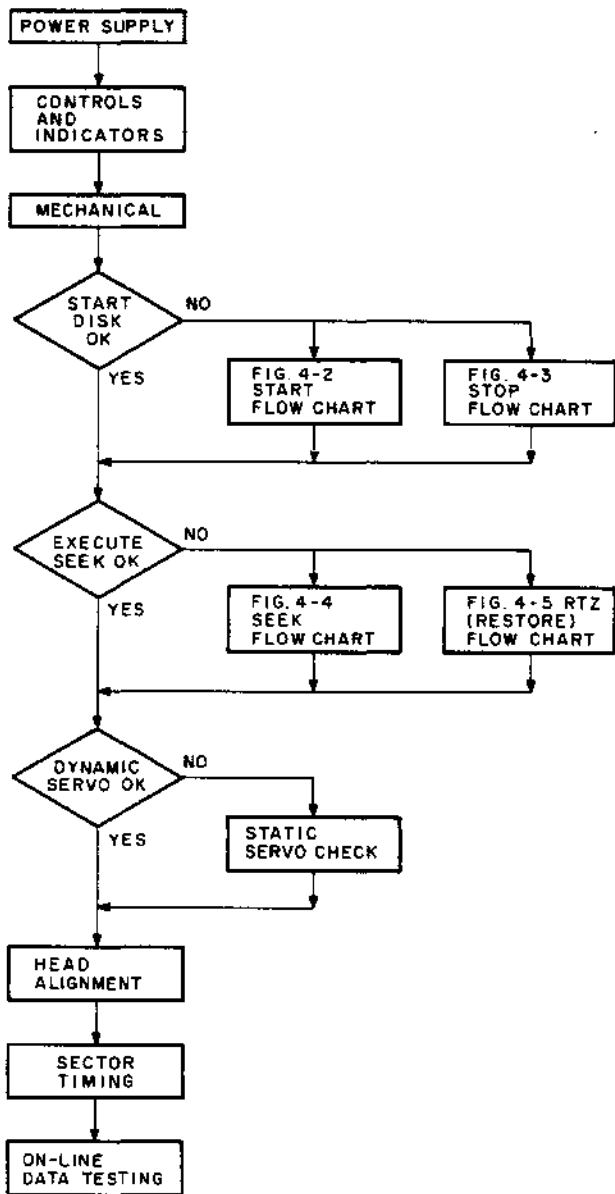 POWER SUPPLY
CONTROLS
AND
INDICATORS
MECHANICAL
START
DISK
OK
NO
YES
FIG. 4-2
START
FLOW CHART
FIG. 4-3
STOP
FLOW CHART
EXECUTE
SEEK OK
NO
YES
FIG. 4-4
SEEK
FLOW CHART
FIG. 4-5 RTZ
(RESTORE)
FLOW CHART
DYNAMIC
SERVO OK
NO
YES
STATIC
SERVO CHECK
HEAD
ALIGNMENT
SECTOR
TIMING
ON-LINE
DATA TESTING